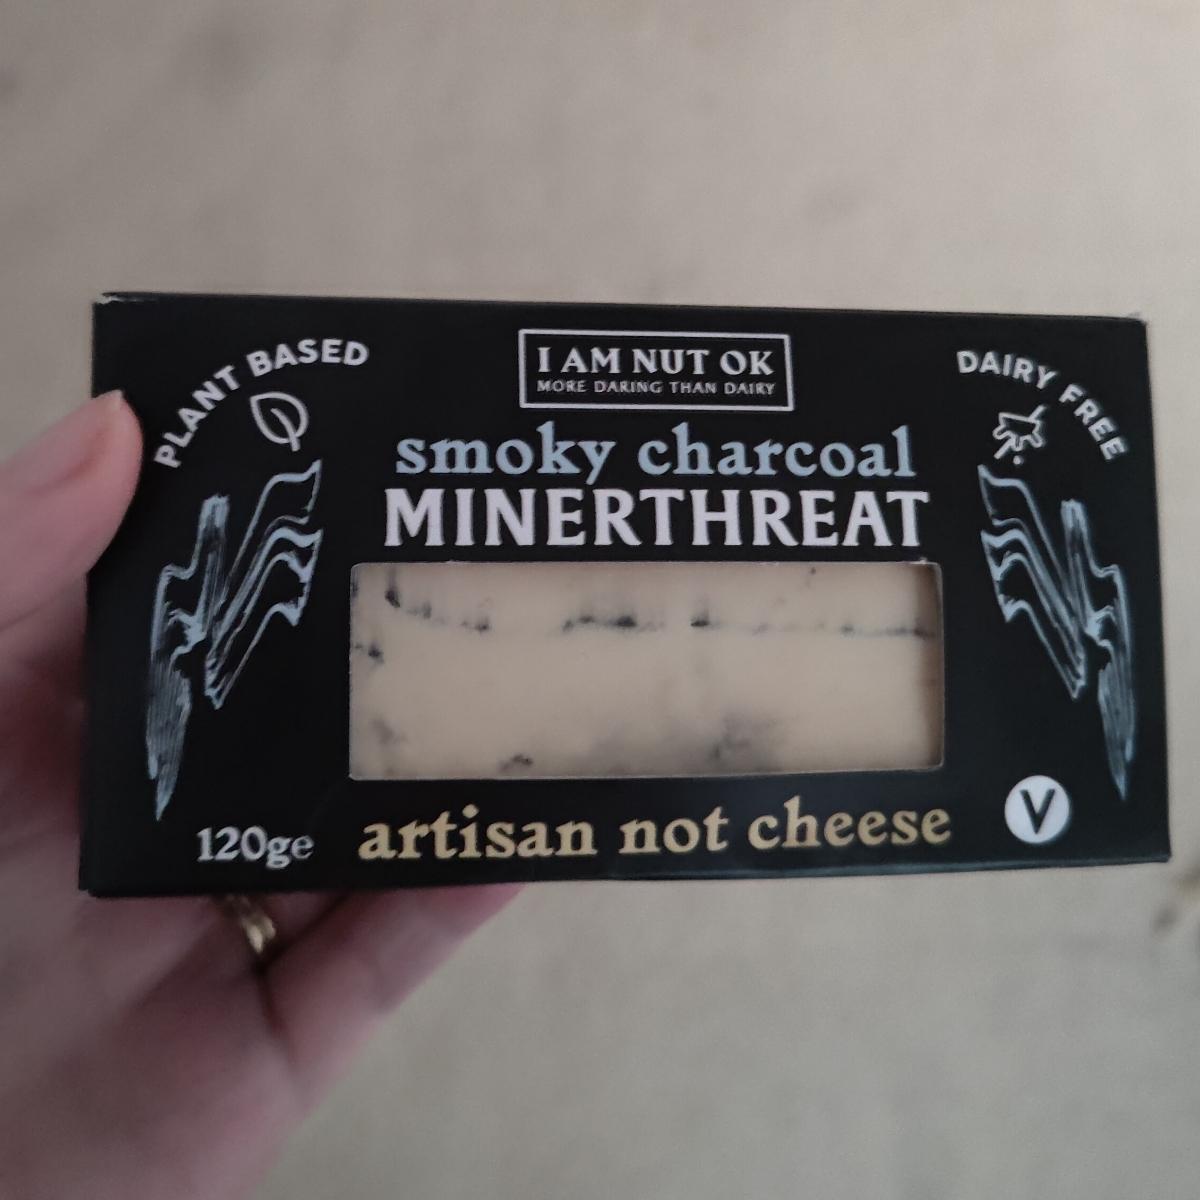 PLANT BASED
I AM NUT OK
MORE DARING THAN DAIRY
DAIRY FREE
smoky charcoal
MINERTHREAT
120ge
artisan not cheese
V